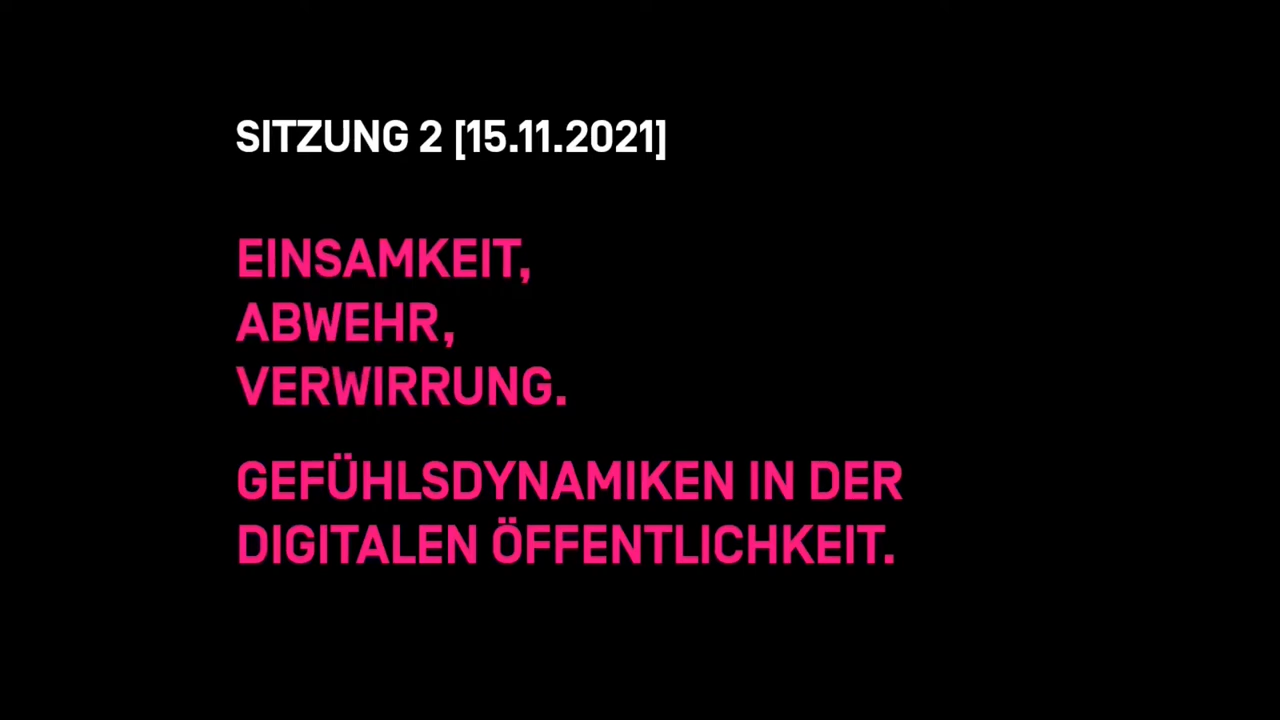 SITZUNG 2 [15.11.2021]
EINSAMKEIT,
ABWEHR,
VERWIRRUNG.
GEFÜHLSDYNAMIKEN IN DER
DIGITALEN ÖFFENTLICHKEIT.